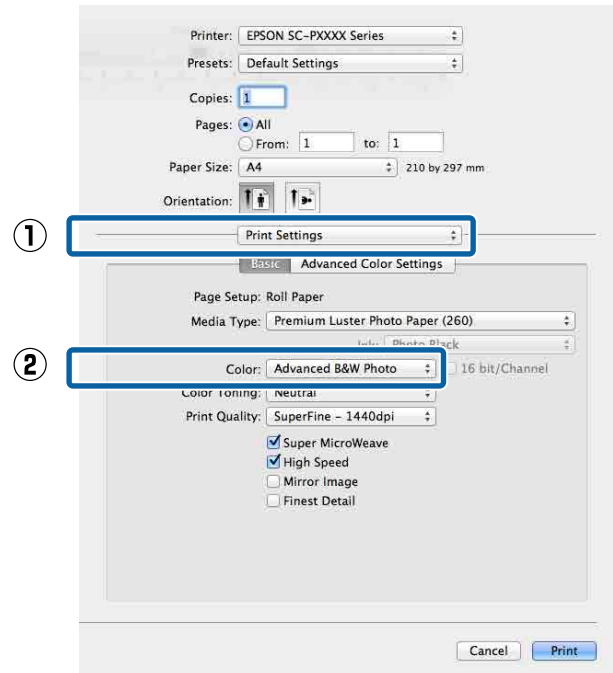 Printer: EPSON SC-PXXXX Series
Presets: Default Settings
Copies: 1
Pages: All
From: 1 to: 1
Paper Size: A4 210 by 297 mm
Orientation:
1 Print Settings
Basic Advanced Color Settings
Page Setup: Roll Paper
Media Type: Premium Luster Photo Paper (260)
Ink: Photo Black
2 Color: Advanced B&W Photo 16 bit/Channel
Color Toning: Neutral
Print Quality: SuperFine – 1440dpi
Super MicroWeave
High Speed
Mirror Image
Finest Detail
Cancel Print